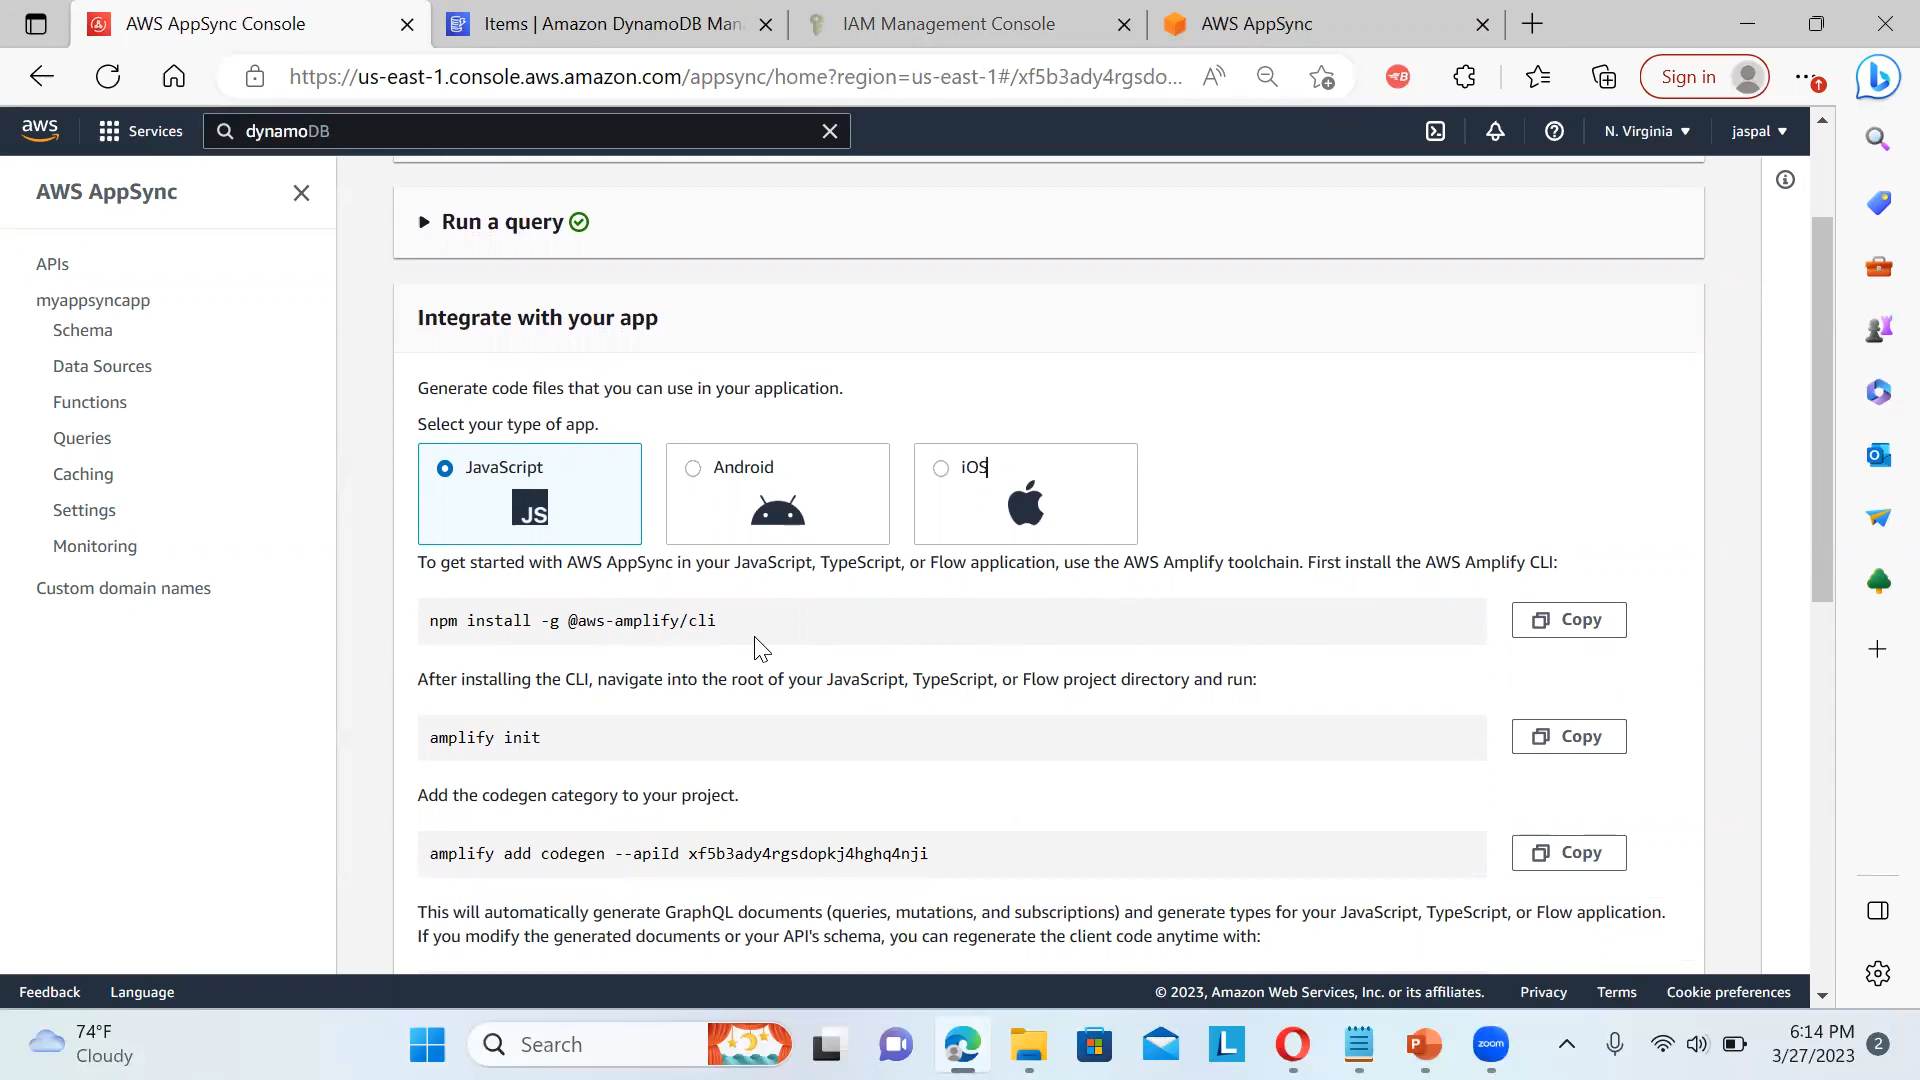 AWS AppSync Console
Items | Amazon DynamoDB Man
IAM Management Console
AWS AppSync
https://us-east-1.console.aws.amazon.com/appsync/home?region=us-east-1#/xf5b3ady4rgsdo...
Sign in
aws
Services
dynamoDB
N. Virginia
jaspal
AWS AppSync
APIs
myappsyncapp
Schema
Data Sources
Functions
Queries
Caching
Settings
Monitoring
Custom domain names
Run a query
Integrate with your app
Generate code files that you can use in your application.
Select your type of app.
JavaScript
JS
Android
iOS
To get started with AWS AppSync in your JavaScript, TypeScript, or Flow application, use the AWS Amplify toolchain. First install the AWS Amplify CLI:
npm install -g @aws-amplify/cli
Copy
After installing the CLI, navigate into the root of your JavaScript, TypeScript, or Flow project directory and run:
amplify init
Copy
Add the codegen category to your project.
amplify add codegen --apiId xf5b3ady4rgsdopkj4hghq4nji
Copy
This will automatically generate GraphQL documents (queries, mutations, and subscriptions) and generate types for your JavaScript, TypeScript, or Flow application.
If you modify the generated documents or your API's schema, you can regenerate the client code anytime with:
Feedback
Language
© 2023, Amazon Web Services, Inc. or its affiliates.
Privacy
Terms
Cookie preferences
74°F
Cloudy
Search
L
P
zoom
6:14 PM
3/27/2023
2